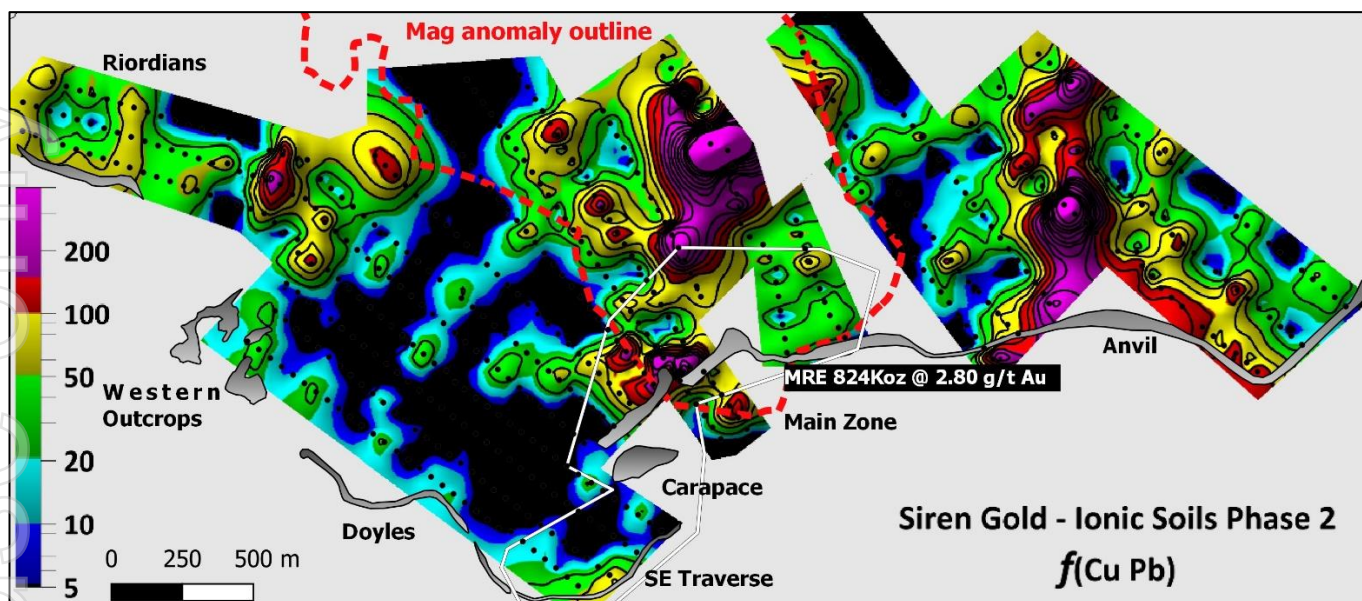 Mag anomaly outline
Riordians
200
100
50
20
10
5
Western
Outcrops
Anvil
MRE 824Koz @ 2.80 g/t Au
Main Zone
Carapace
Doyles
SE Traverse
0 250 500 m
Siren Gold - Ionic Soils Phase 2
f(Cu Pb)